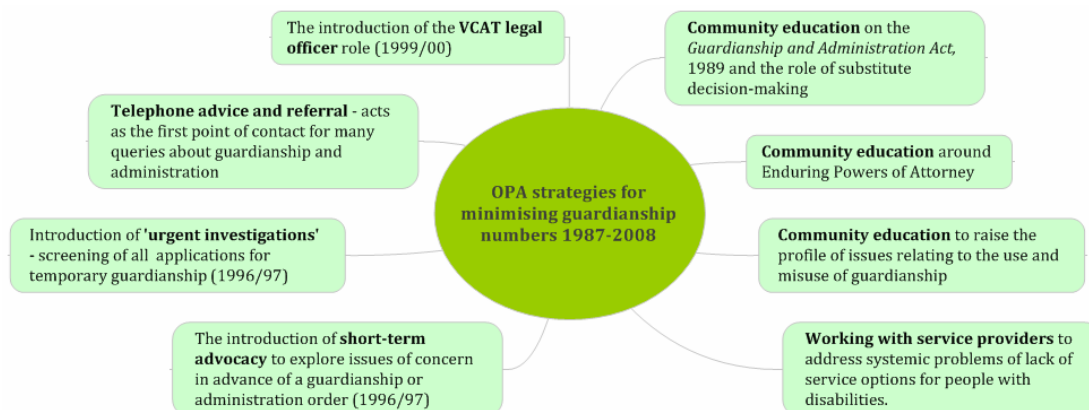 The introduction of the VCAT legal
officer role (1999/00)
Community education on the
Guardianship and Administration Act,
1989 and the role of substitute
decision-making
Telephone advice and referral - acts
as the first point of contact for many
queries about guardianship and
administration
Community education around
Enduring Powers of Attorney
OPA strategies for
minimising guardianship
numbers 1987-2008
Introduction of 'urgent investigations'
- screening of all applications for
temporary guardianship (1996/97)
Community education to raise the
profile of issues relating to the use and
misuse of guardianship
The introduction of short-term
advocacy to explore issues of concern
in advance of a guardianship or
administration order (1996/97)
Working with service providers to
address systemic problems of lack of
service options for people with
disabilities.